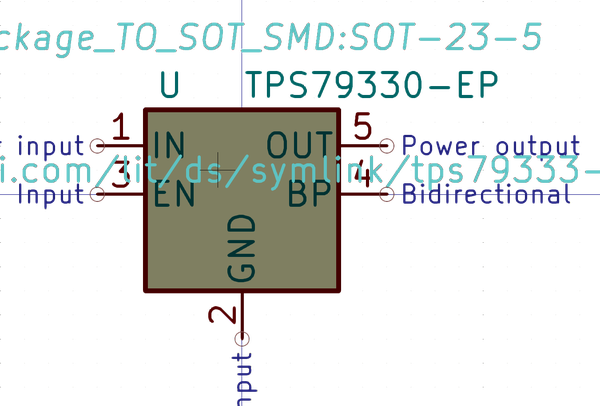 ckage_TO_SOT_SMD:SOT-23-5
U TPS79330-EP
1 5
input IN OUT Power output
i.com/lit/ds/symlink/tps79333-
3 4
Input EN BP Bidirectional
GND
2
nput